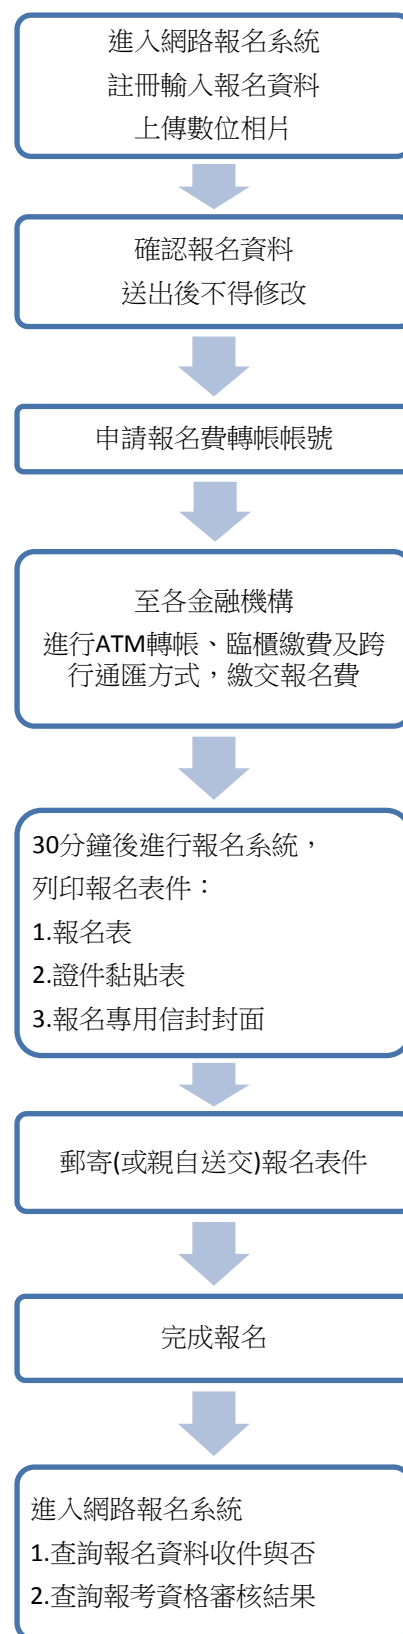 進入網路報名系統
註冊輸入報名資料
上傳數位相片
確認報名資料
送出後不得修改
申請報名費轉帳帳號
至各金融機構
進行ATM轉帳、臨櫃繳費及跨
行通匯方式，繳交報名費
30分鐘後進行報名系統，
列印報名表件：
1.報名表
2.證件黏貼表
3.報名專用信封封面
郵寄(或親自送交)報名表件
完成報名
進入網路報名系統
1.查詢報名資料收件與否
2.查詢報考資格審核結果